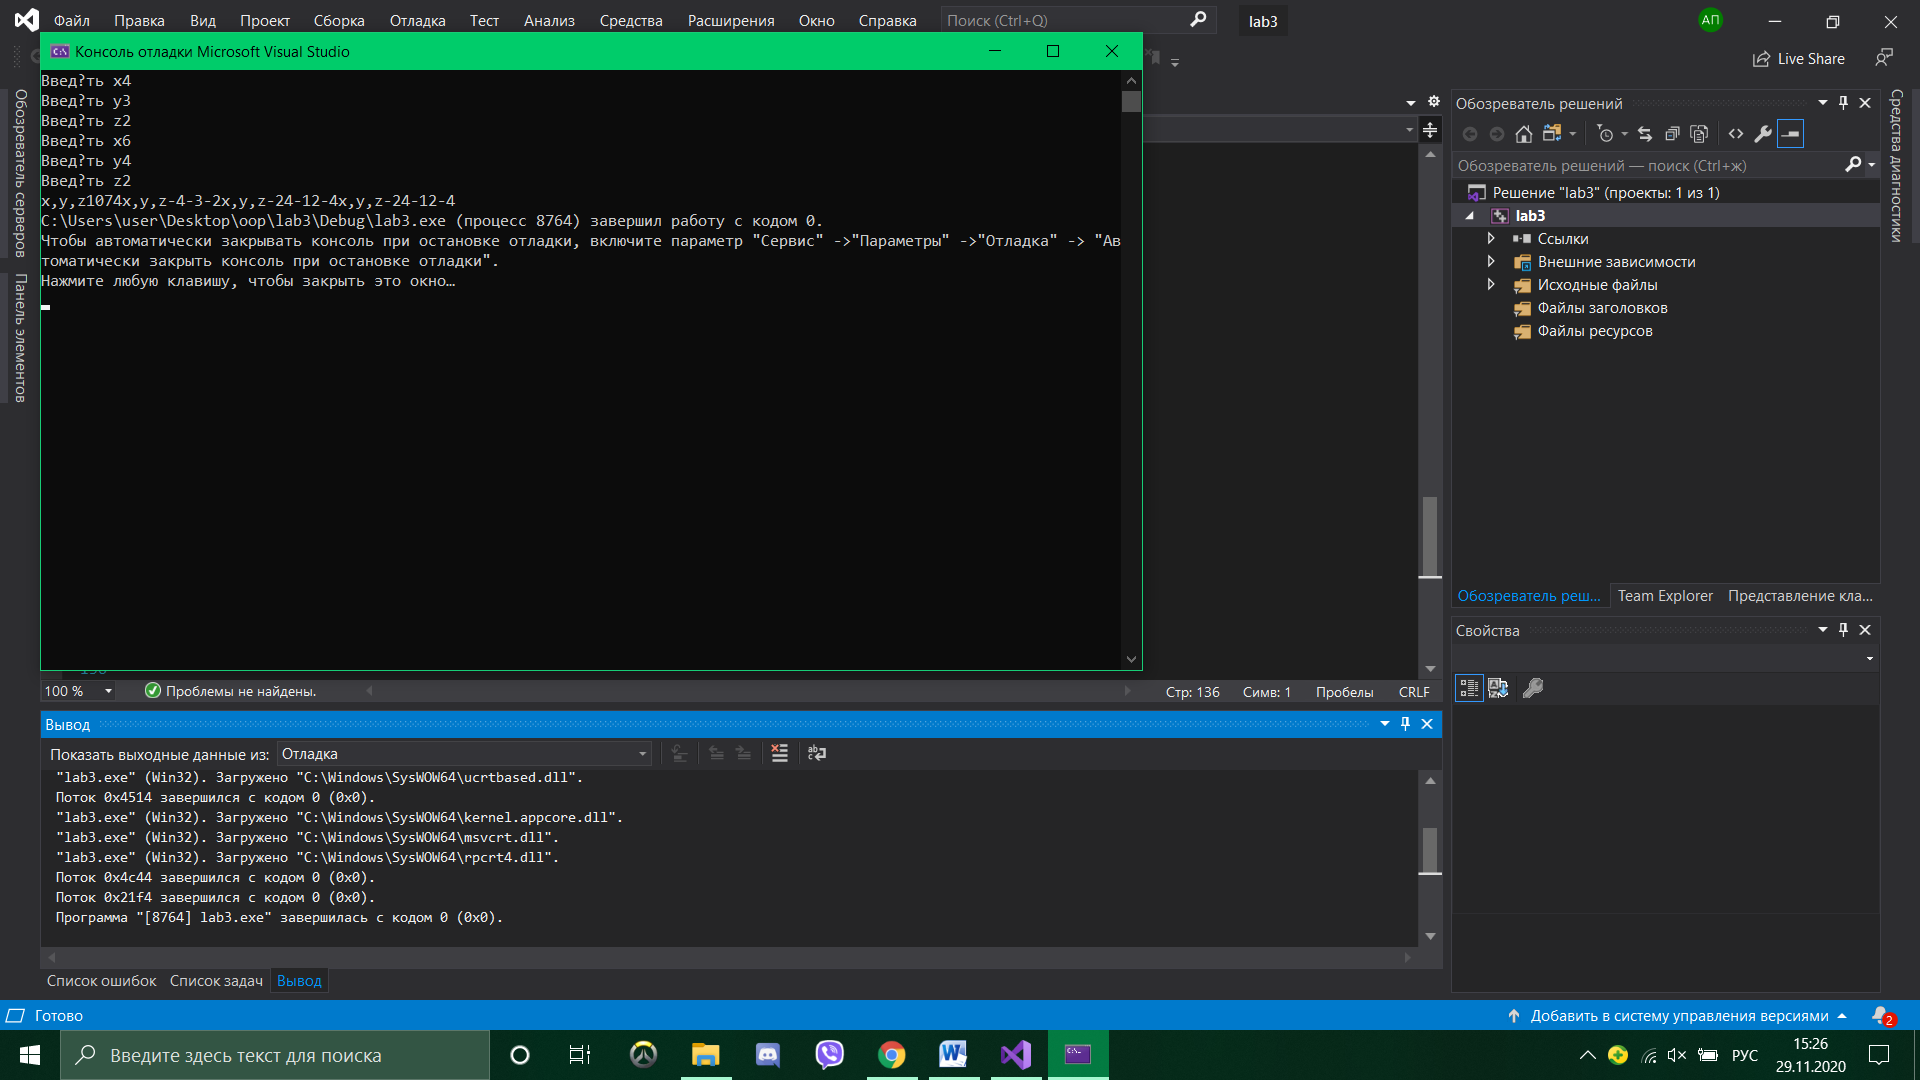 Файл Правка Вид Проект Сборка Отладка Тест Анализ Средства Расширения Окно Справка Поиск (Ctrl+Q) lab3 АП
Консоль отладки Microsoft Visual Studio
Live Share
Введ?ть x4
Введ?ть y3
Введ?ть z2
Введ?ть x6
Введ?ть y4
Введ?ть z2
x,y,z1074x,y,z-4-3-2x,y,z-24-12-4x,y,z-24-12-4
C:\Users\user\Desktop\oop\lab3\Debug\lab3.exe (процесс 8764) завершил работу с кодом 0.
Чтобы автоматически закрывать консоль при остановке отладки, включите параметр "Сервис" ->"Параметры" ->"Отладка" -> "Ав
томатически закрыть консоль при остановке отладки".
Нажмите любую клавишу, чтобы закрыть это окно…
Обозреватель серверов
Панель элементов
Обозреватель решений
Обозреватель решений — поиск (Ctrl+ж)
Решение "lab3" (проекты: 1 из 1)
lab3
Ссылки
Внешние зависимости
Исходные файлы
Файлы заголовков
Файлы ресурсов
Средства диагностики
Обозреватель реш... Team Explorer Представление кла...
Свойства
100 % Проблемы не найдены. Стр: 136 Симв: 1 Пробелы CRLF
Вывод
Показать выходные данные из: Отладка
"lab3.exe" (Win32). Загружено "C:\Windows\SysWOW64\ucrtbased.dll".
Поток 0x4514 завершился с кодом 0 (0x0).
"lab3.exe" (Win32). Загружено "C:\Windows\SysWOW64\kernel.appcore.dll".
"lab3.exe" (Win32). Загружено "C:\Windows\SysWOW64\msvcrt.dll".
"lab3.exe" (Win32). Загружено "C:\Windows\SysWOW64\rpcrt4.dll".
Поток 0x4c44 завершился с кодом 0 (0x0).
Поток 0x21f4 завершился с кодом 0 (0x0).
Программа "[8764] lab3.exe" завершилась с кодом 0 (0x0).
Список ошибок Список задач Вывод
Готово Добавить в систему управления версиями 2
Введите здесь текст для поиска РУС 15:26
29.11.2020